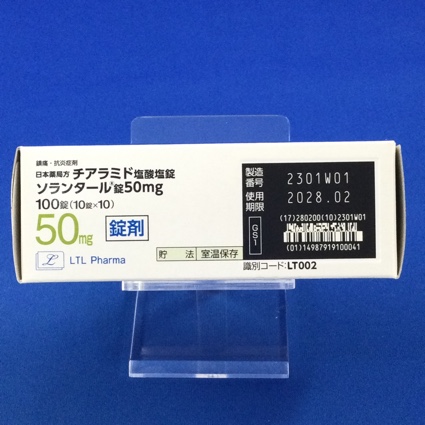 鎮痛・抗炎症剤
日本薬局方 チアラミド塩酸塩錠
ソランタール®錠50mg
100錠(10錠×10)
50mg 錠剤
LTL Pharma
貯 法 室温保存
製造番号 2301W01
使用期限 2028.02
GS1
(17)280200(10)2301W01
(01)14987919100041
識別コード:LT002